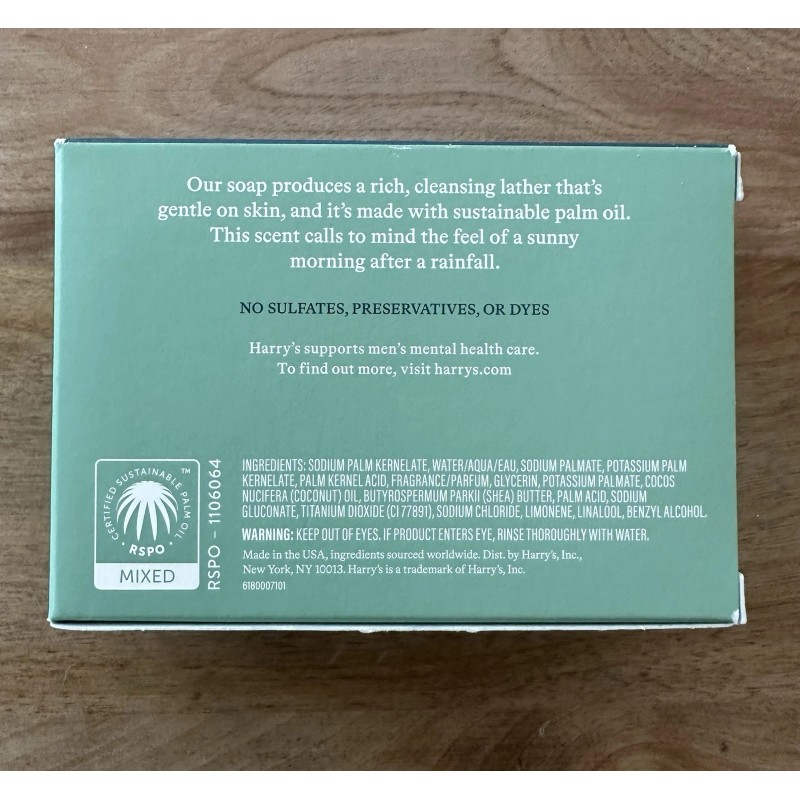 Our soap produces a rich, cleansing lather that's
gentle on skin, and it's made with sustainable palm oil.
This scent calls to mind the feel of a sunny
morning after a rainfall.
NO SULFATES, PRESERVATIVES, OR DYES
Harry's supports men's mental health care.
To find out more, visit harrys.com
CERTIFIED SUSTAINABLE PALM OIL
TM
· RSPO ·
MIXED
RSPO – 1106064
INGREDIENTS: SODIUM PALM KERNELATE, WATER/AQUA/EAU, SODIUM PALMATE, POTASSIUM PALM
KERNELATE, PALM KERNEL ACID, FRAGRANCE/PARFUM, GLYCERIN, POTASSIUM PALMATE, COCOS
NUCIFERA (COCONUT) OIL, BUTYROSPERMUM PARKII (SHEA) BUTTER, PALM ACID, SODIUM
GLUCONATE, TITANIUM DIOXIDE (CI 77891), SODIUM CHLORIDE, LIMONENE, LINALOOL, BENZYL ALCOHOL.
WARNING: KEEP OUT OF EYES. IF PRODUCT ENTERS EYE, RINSE THOROUGHLY WITH WATER.
Made in the USA, ingredients sourced worldwide. Dist. by Harry's, Inc.,
New York, NY 10013. Harry's is a trademark of Harry's, Inc.
6180007101